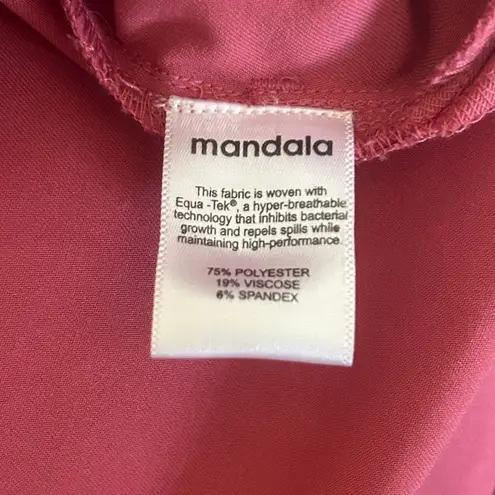 mandala
This fabric is woven with
Equa -Tek®, a hyper-breathable
technology that inhibits bacterial
growth and repels spills while
maintaining high-performance.
75% POLYESTER
19% VISCOSE
6% SPANDEX